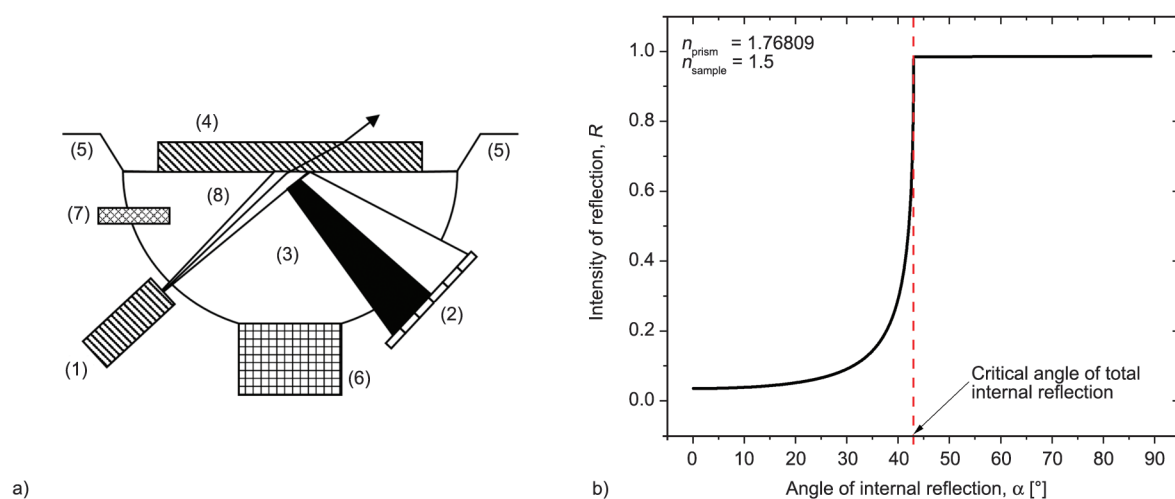 (4)
(5)
(5)
(8)
(7)
(3)
(2)
(1)
(6)
a)
n_prism = 1.76809
n_sample = 1.5
1.0
0.8
0.6
0.4
0.2
0.0
Intensity of reflection, R
Critical angle of total
internal reflection
0 10 20 30 40 50 60 70 80 90
b)
Angle of internal reflection, α [°]